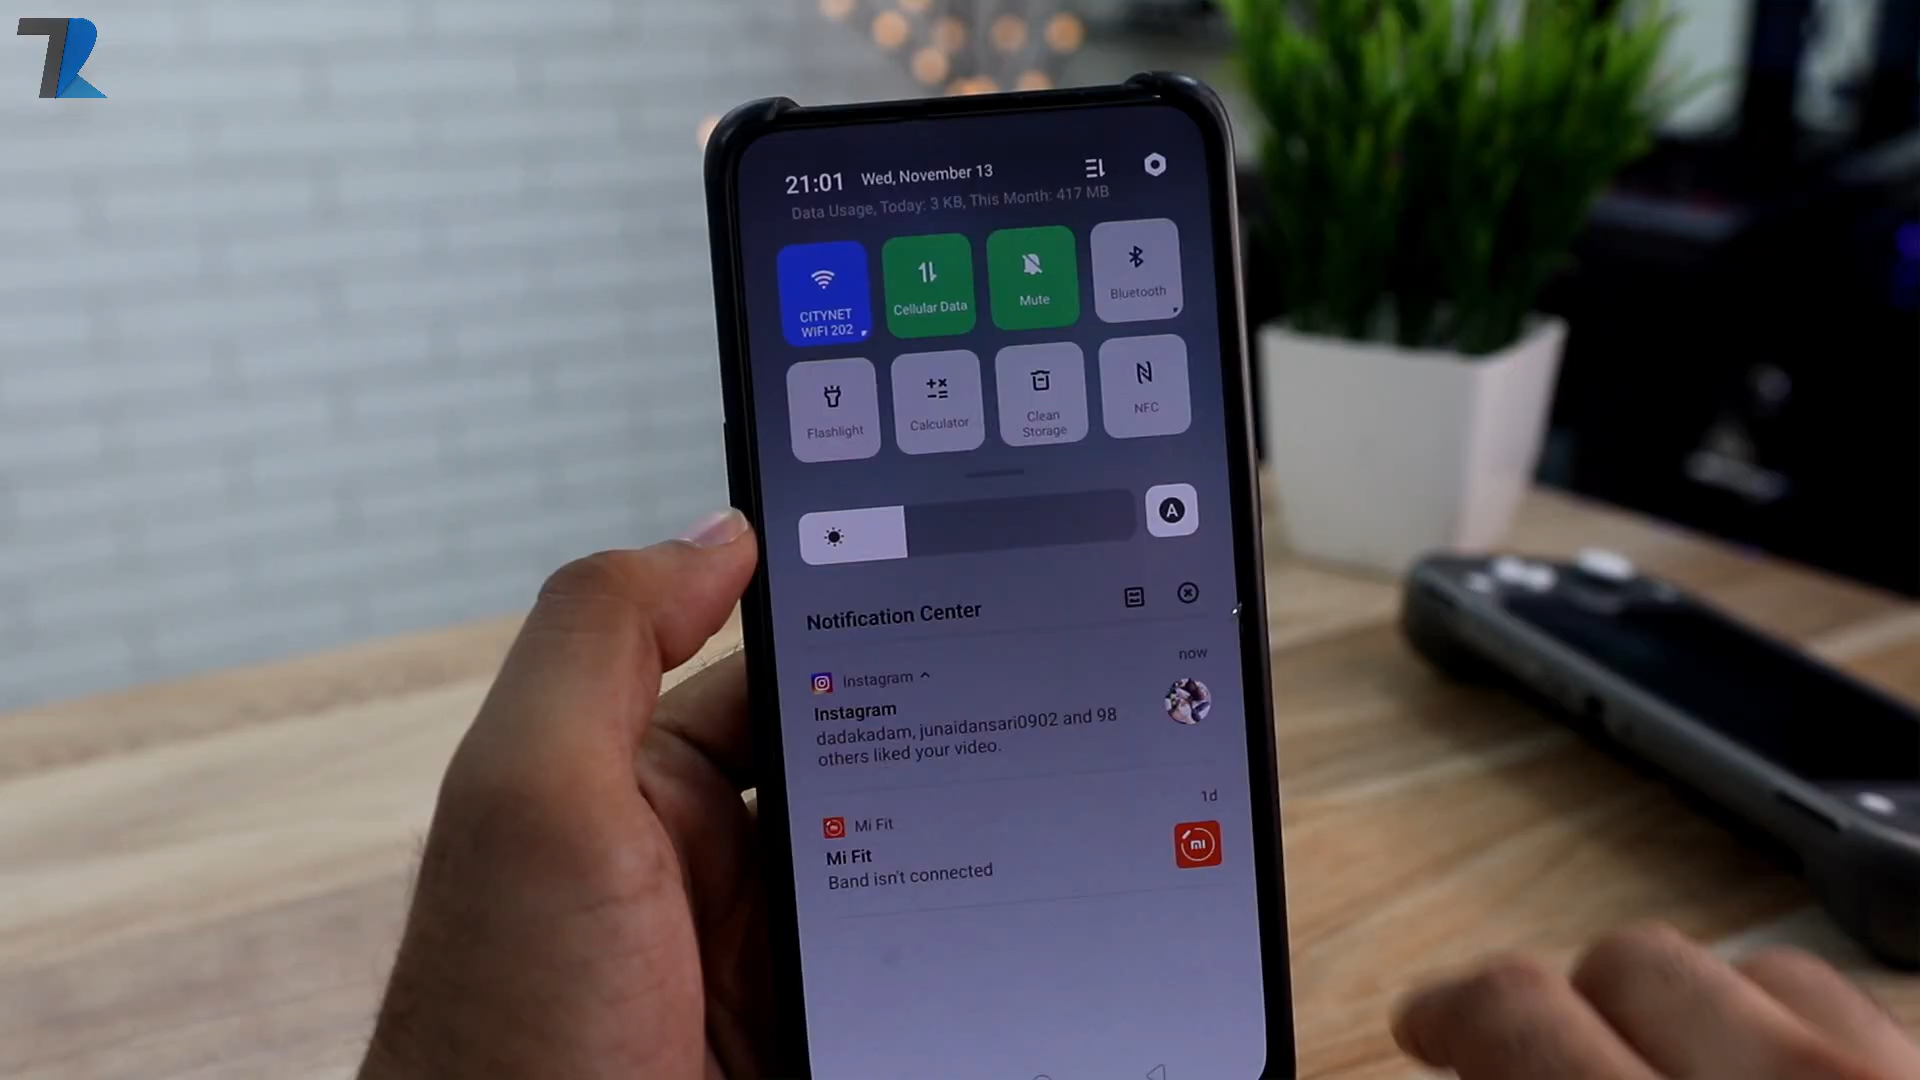 21:01 Wed, November 13
Data Usage, Today: 3 KB, This Month: 417 MB
CITYNET
WIFI 202
Cellular Data
Mute
Bluetooth
Flashlight
Calculator
Clean
Storage
NFC
A
Notification Center
Instagram
now
Instagram
dadakadam, junaidansari0902 and 98
others liked your video.
Mi Fit
1d
Mi Fit
Band isn't connected
mi